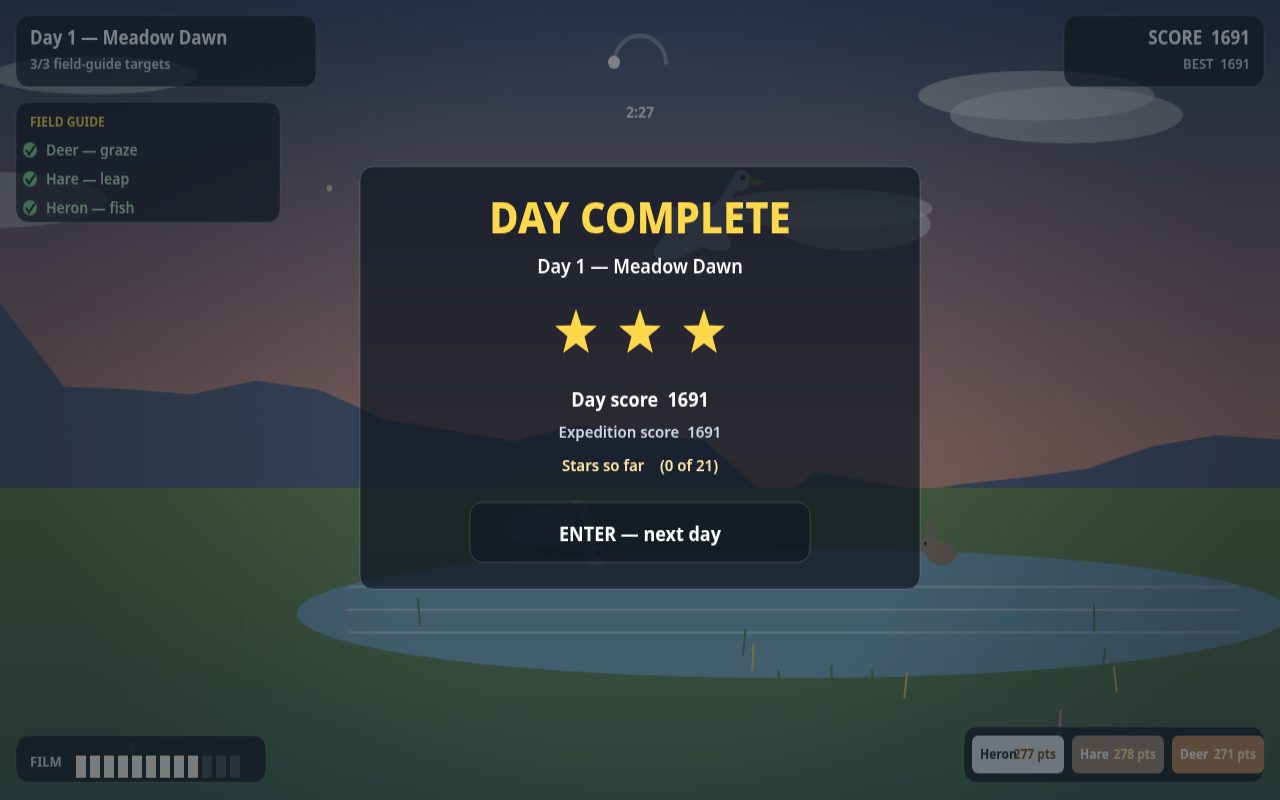 Day 1 — Meadow Dawn
3/3 field-guide targets
2:27
SCORE 1691
BEST 1691
FIELD GUIDE
Deer — graze
Hare — leap
Heron — fish
DAY COMPLETE
Day 1 — Meadow Dawn
Day score 1691
Expedition score 1691
Stars so far (0 of 21)
ENTER — next day
FILM
Heron 277 pts
Hare 278 pts
Deer 271 pts